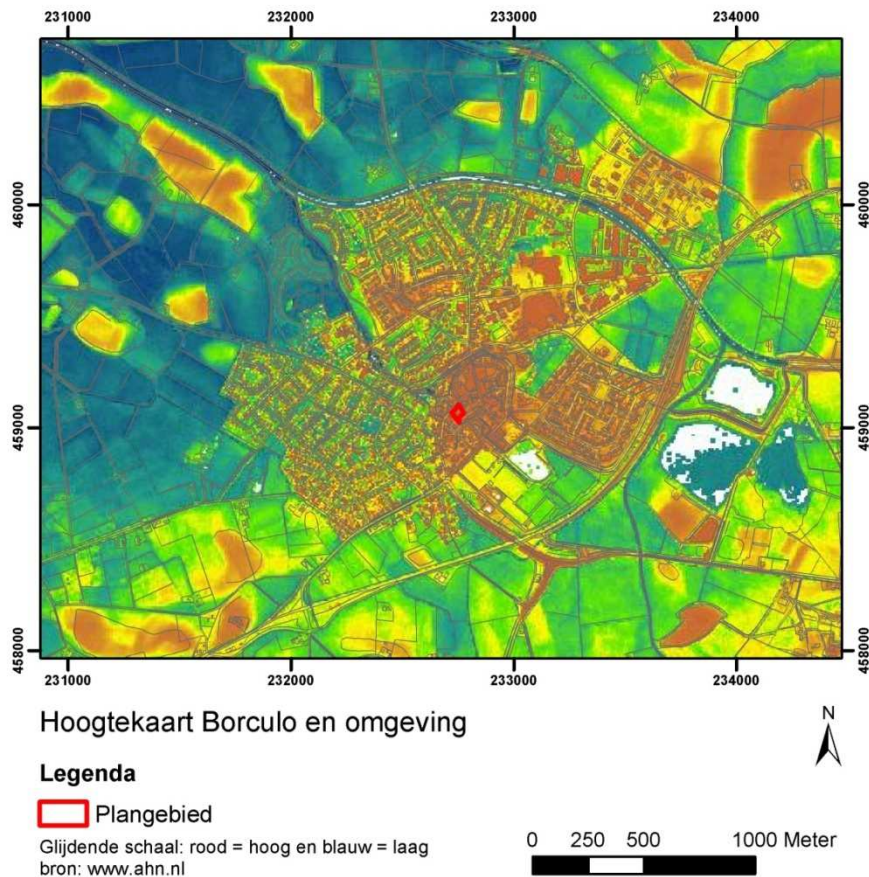 231000 232000 233000 234000
460000 460000
459000 459000
458000 458000
231000 232000 233000 234000
Hoogtekaart Borculo en omgeving
N
Legenda
Plangebied
Glijdende schaal: rood = hoog en blauw = laag
bron: www.ahn.nl
0 250 500 1000 Meter